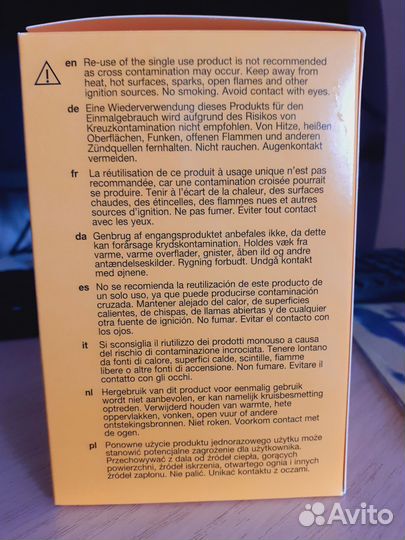 en Re-use of the single use product is not recommended
as cross contamination may occur. Keep away from
heat, hot surfaces, sparks, open flames and other
ignition sources. No smoking. Avoid contact with eyes.
de Eine Wiederverwendung dieses Produkts für den
Einmalgebrauch wird aufgrund des Risikos von
Kreuzkontamination nicht empfohlen. Von Hitze, heißen
Oberflächen, Funken, offenen Flammen und anderen
Zündquellen fernhalten. Nicht rauchen. Augenkontakt
vermeiden.
fr La réutilisation de ce produit à usage unique n'est pas
recommandée, car une contamination croisée pourrait
se produire. Tenir à l'écart de la chaleur, des surfaces
chaudes, des étincelles, des flammes nues et autres
sources d'ignition. Ne pas fumer. Eviter tout contact
avec les yeux.
da Genbrug af engangsproduktet anbefales ikke, da dette
kan forårsage krydskontamination. Holdes væk fra
varme, varme overflader, gnister, åben ild og andre
antændelseskilder. Rygning forbudt. Undgå kontakt
med øjnene.
es No se recomienda la reutilización de este producto de
un solo uso, ya que puede producirse contaminación
cruzada. Mantener alejado del calor, de superficies
calientes, de chispas, de llamas abiertas y de cualquier
otra fuente de ignición. No fumar. Evitar el contacto con
los ojos.
it Si sconsiglia il riutilizzo dei prodotti monouso a causa
del rischio di contaminazione incrociata. Tenere lontano
da fonti di calore, superfici calde, scintille, fiamme
libere o altre fonti di accensione. Non fumare. Evitare il
contatto con gli occhi.
nl Hergebruik van dit product voor eenmalig gebruik
wordt niet aanbevolen, er kan namelijk kruisbesmetting
optreden. Verwijderd houden van warmte, hete
oppervlakken, vonken, open vuur of andere
ontstekingsbronnen. Niet roken. Voorkom contact met
de ogen.
pl Ponowne użycie produktu jednorazowego użytku może
stanowić potencjalne zagrożenie dla użytkownika.
Przechowywać z dala od źródeł ciepła, gorących
powierzchni, źródeł iskrzenia, otwartego ognia i innych
źródeł zapłonu. Nie palić. Unikać kontaktu z oczami.
Avito